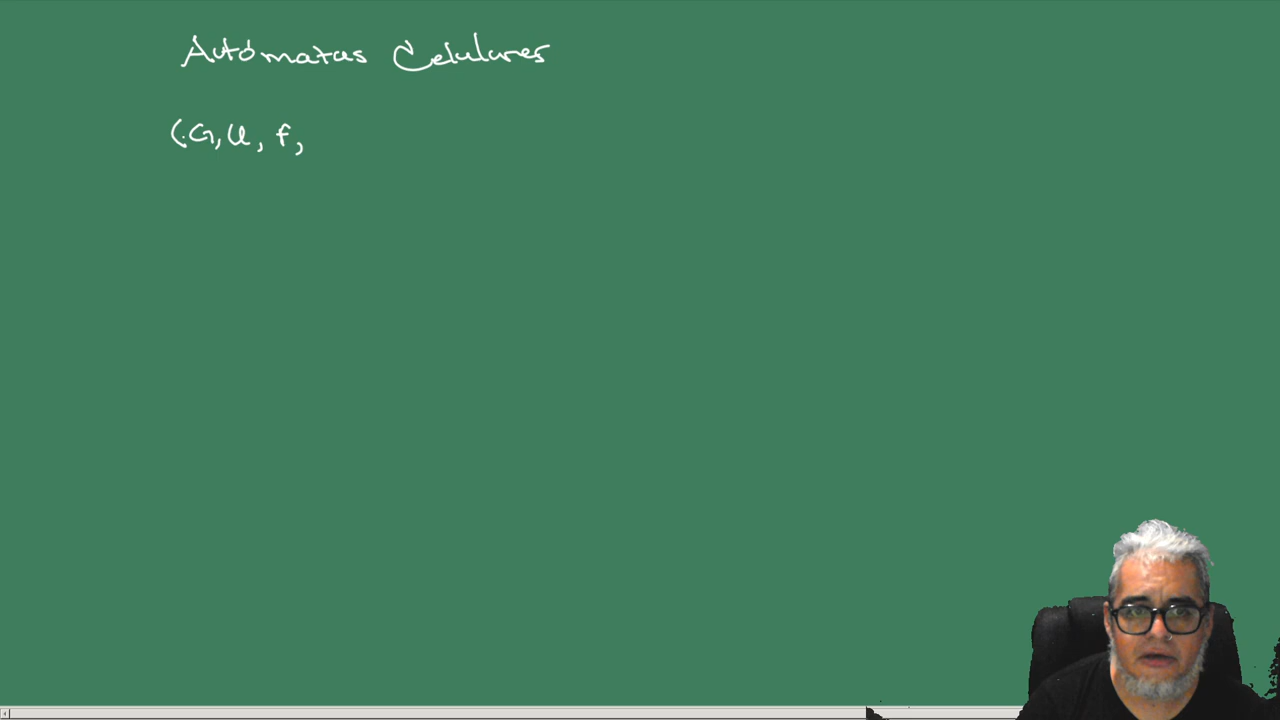 Autómatas Celulares
(G, U, f,